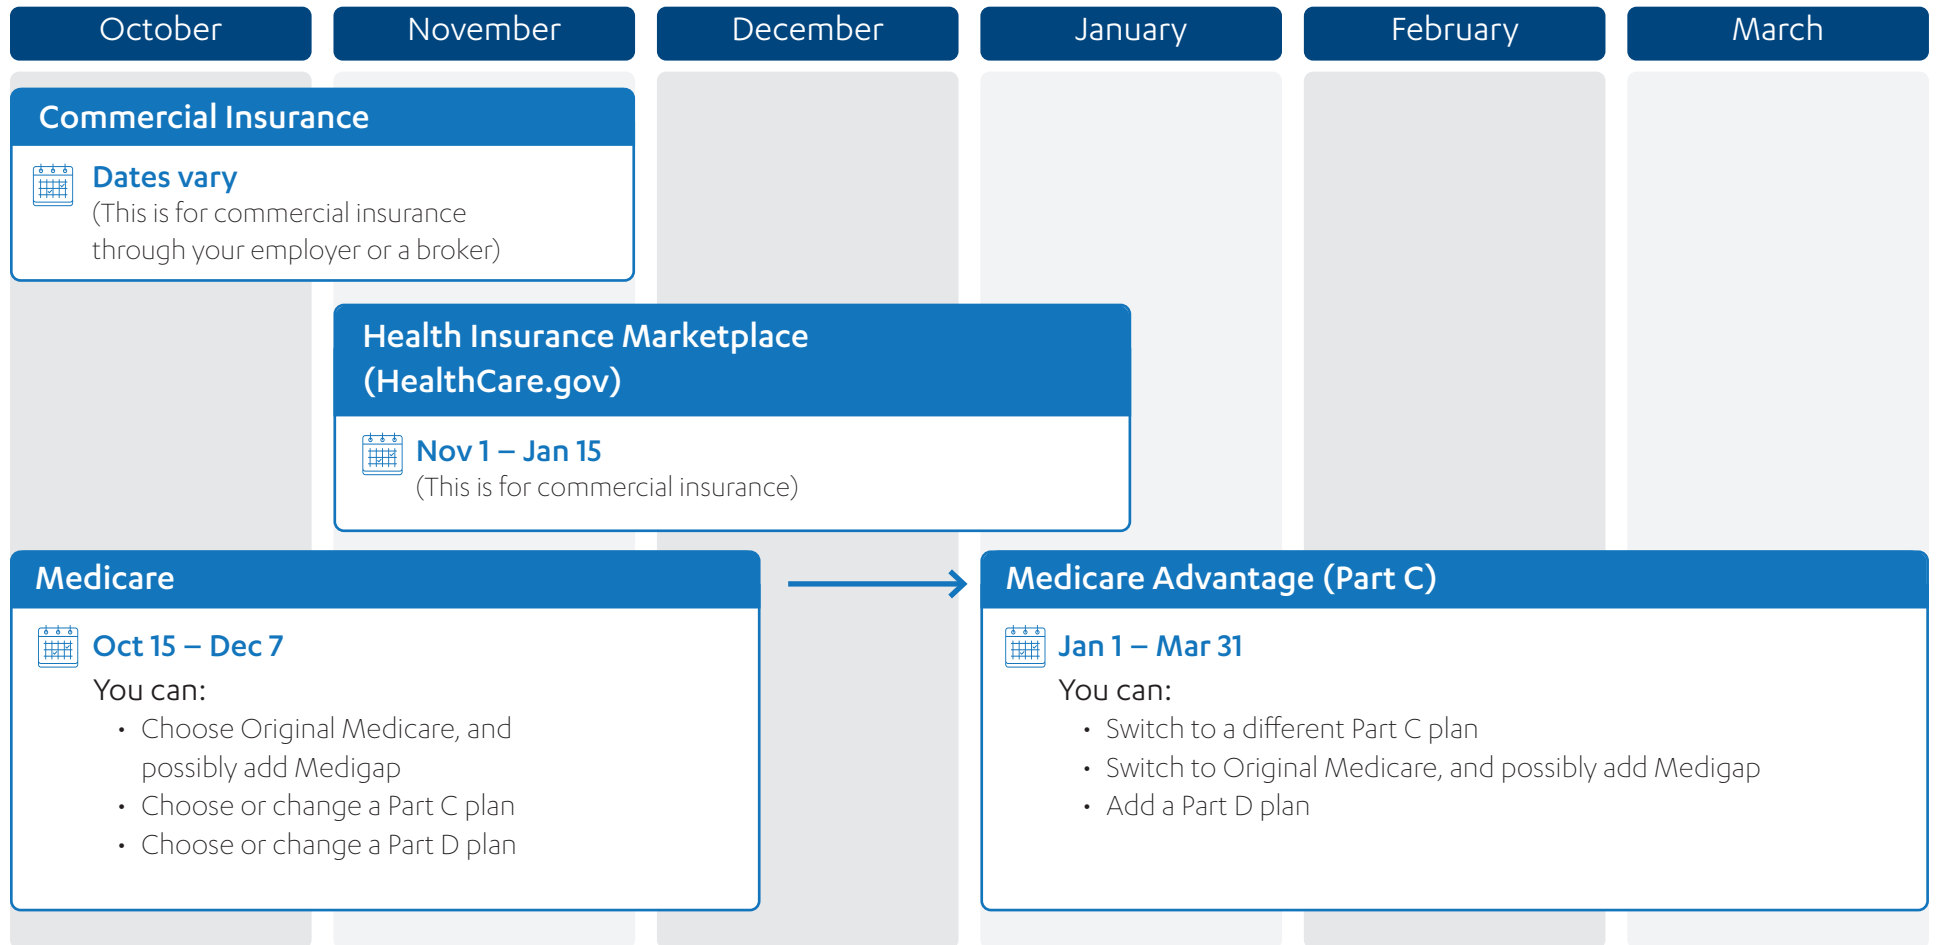 October
November
December
January
February
March
Commercial Insurance
Dates vary
(This is for commercial insurance
through your employer or a broker)
Health Insurance Marketplace
(HealthCare.gov)
Nov 1 – Jan 15
(This is for commercial insurance)
Medicare
Oct 15 – Dec 7
You can:
• Choose Original Medicare, and
possibly add Medigap
• Choose or change a Part C plan
• Choose or change a Part D plan
Medicare Advantage (Part C)
Jan 1 – Mar 31
You can:
• Switch to a different Part C plan
• Switch to Original Medicare, and possibly add Medigap
• Add a Part D plan